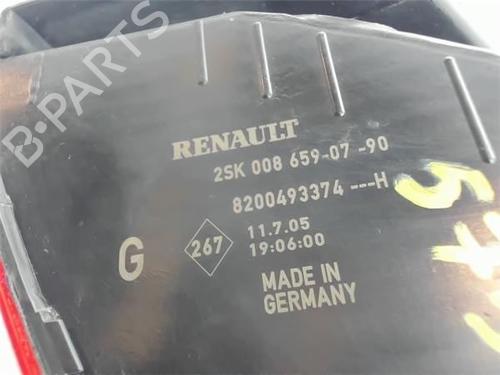 B-PARTS
RENAULT
2SK 008 659-07 -90
8200493374 ---H
G
267
11.7.05
19:06:00
MADE IN
GERMANY